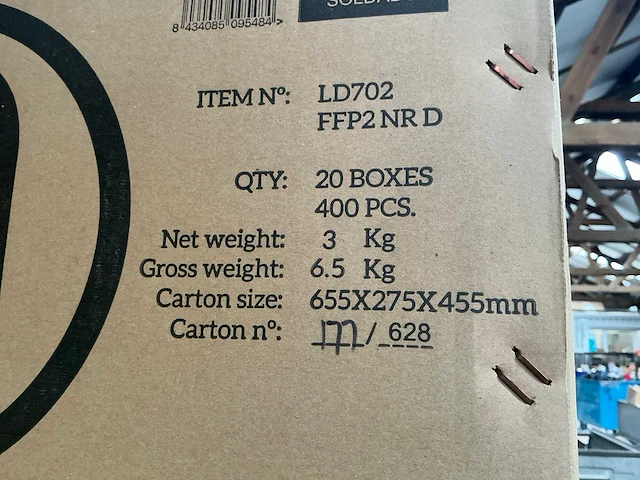 8 434085 095484 >
ITEM Nº: LD702
FFP2 NR D
QTY: 20 BOXES
400 PCS.
Net weight: 3 Kg
Gross weight: 6.5 Kg
Carton size: 655X275X455mm
Carton nº: 177/ 628